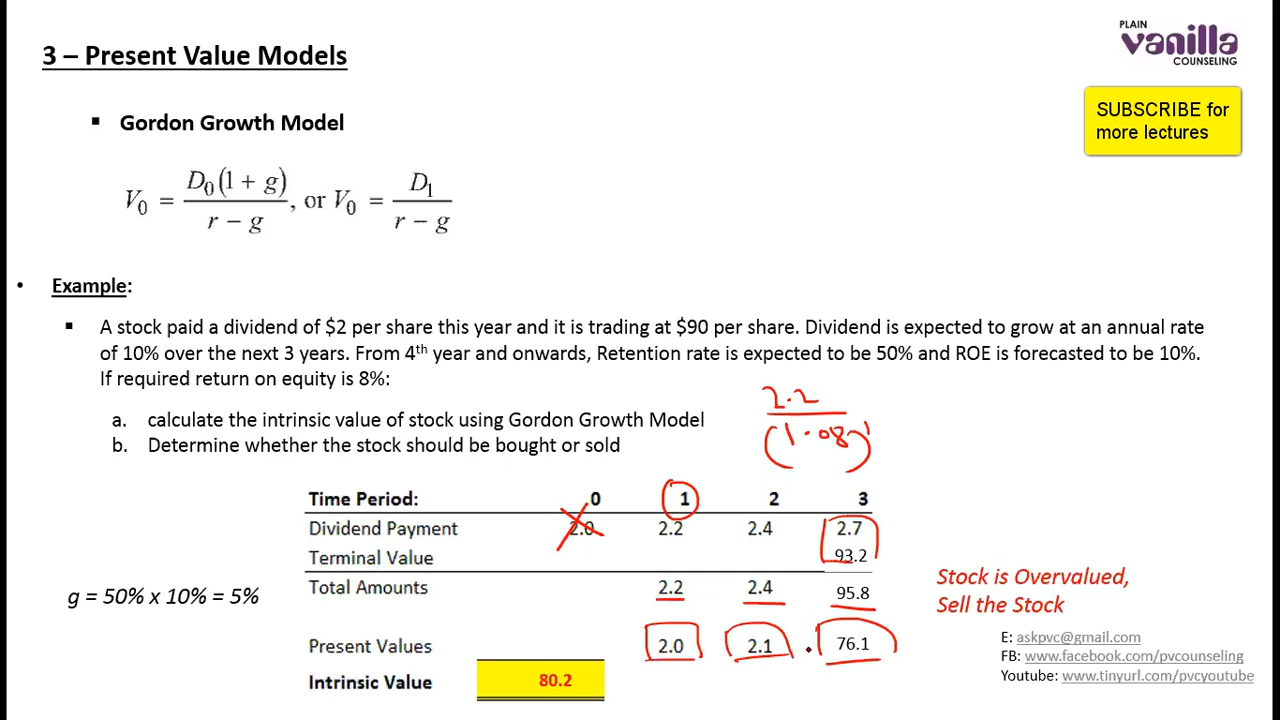 3 – Present Value Models
PLAIN
vanilla
COUNSELING
SUBSCRIBE for
more lectures
▪ Gordon Growth Model
V₀ = D₀(1 + g) / r − g , or V₀ = D₁ / r − g
• Example:
▪ A stock paid a dividend of $2 per share this year and it is trading at $90 per share. Dividend is expected to grow at an annual rate
of 10% over the next 3 years. From 4th year and onwards, Retention rate is expected to be 50% and ROE is forecasted to be 10%.
If required return on equity is 8%:
a. calculate the intrinsic value of stock using Gordon Growth Model
b. Determine whether the stock should be bought or sold
2.2
(1.08)¹
Time Period: 0 1 2 3
Dividend Payment 2.0 2.2 2.4 2.7
Terminal Value 93.2
Total Amounts 2.2 2.4 95.8
Present Values 2.0 2.1 76.1
Intrinsic Value 80.2
g = 50% x 10% = 5%
Stock is Overvalued,
Sell the Stock
E: askpvc@gmail.com
FB: www.facebook.com/pvcounseling
Youtube: www.tinyurl.com/pvcyoutube